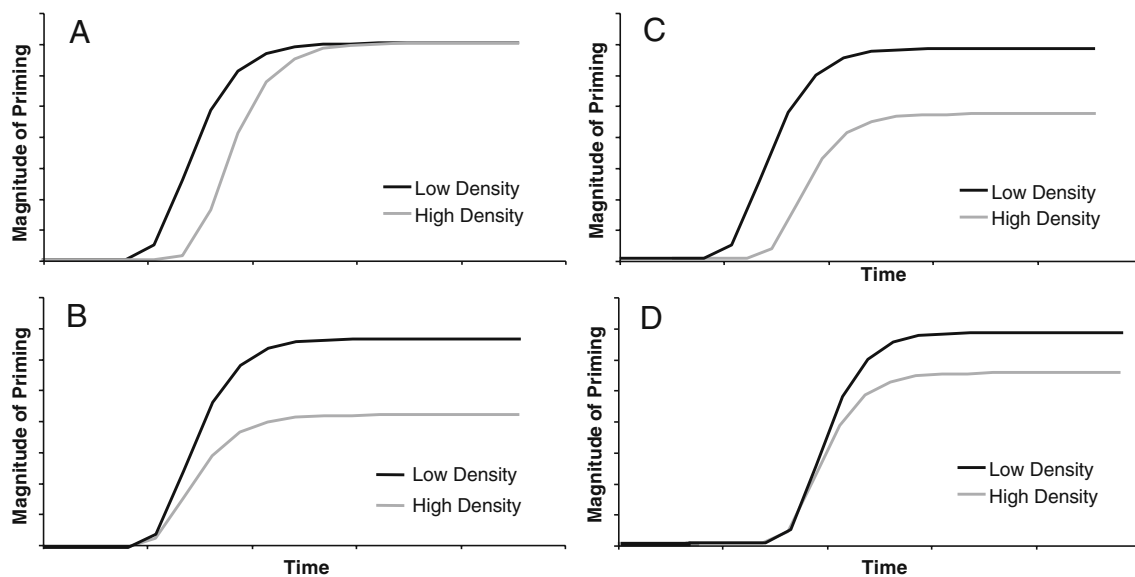 A
Magnitude of Priming
Low Density
High Density
C
Magnitude of Priming
Low Density
High Density
Time
B
Magnitude of Priming
Low Density
High Density
Time
D
Magnitude of Priming
Low Density
High Density
Time